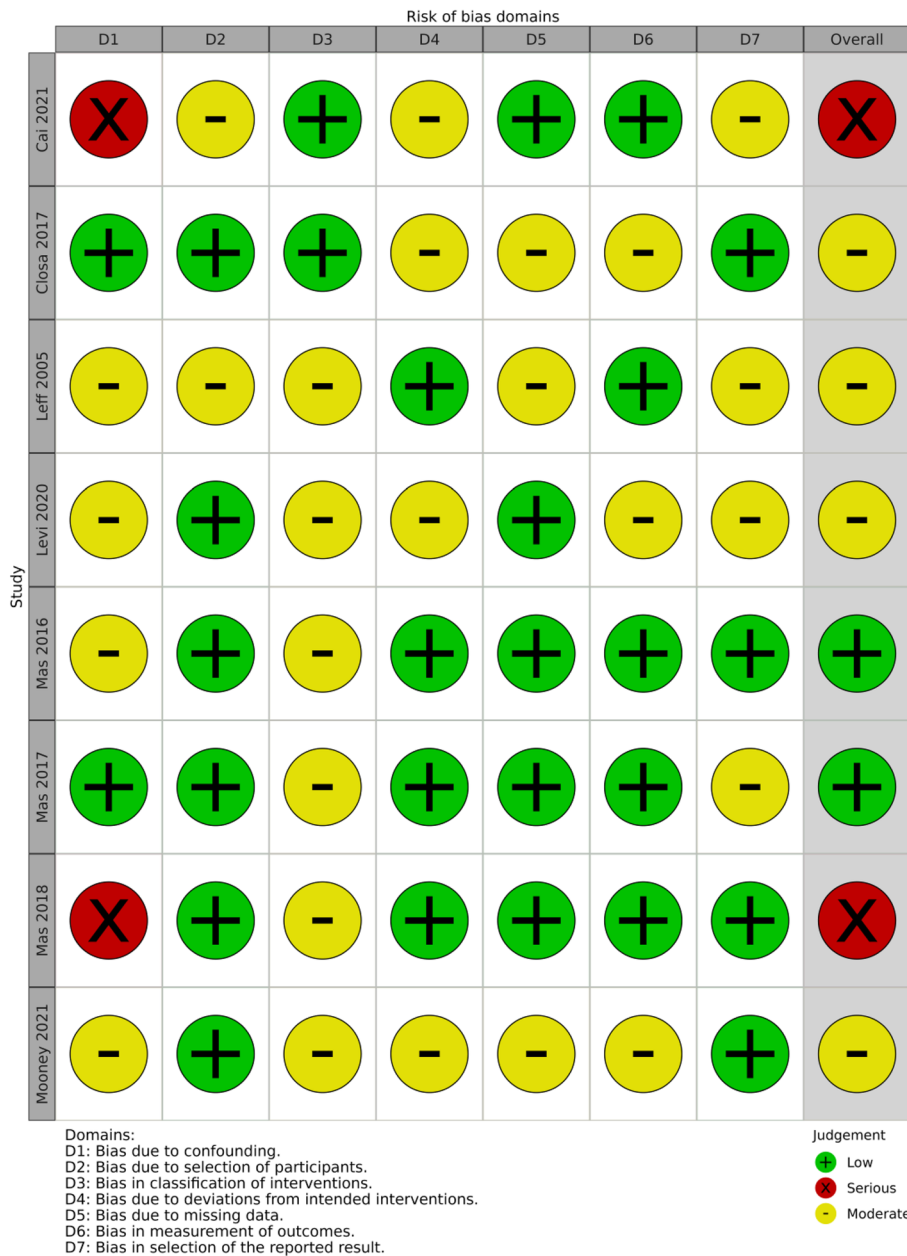 Risk of bias domains
D1 D2 D3 D4 D5 D6 D7 Overall
Study
Cai 2021
X - + - + + - X
Closa 2017
+ + + - - - + -
Leff 2005
- - - + - + - -
Levi 2020
- + - - + - - -
Mas 2016
- + - + + + + +
Mas 2017
+ + - + + + - +
Mas 2018
X + - + + + + X
Mooney 2021
- + - - - - + -
Domains:
D1: Bias due to confounding.
D2: Bias due to selection of participants.
D3: Bias in classification of interventions.
D4: Bias due to deviations from intended interventions.
D5: Bias due to missing data.
D6: Bias in measurement of outcomes.
D7: Bias in selection of the reported result.
Judgement
+ Low
X Serious
- Moderate